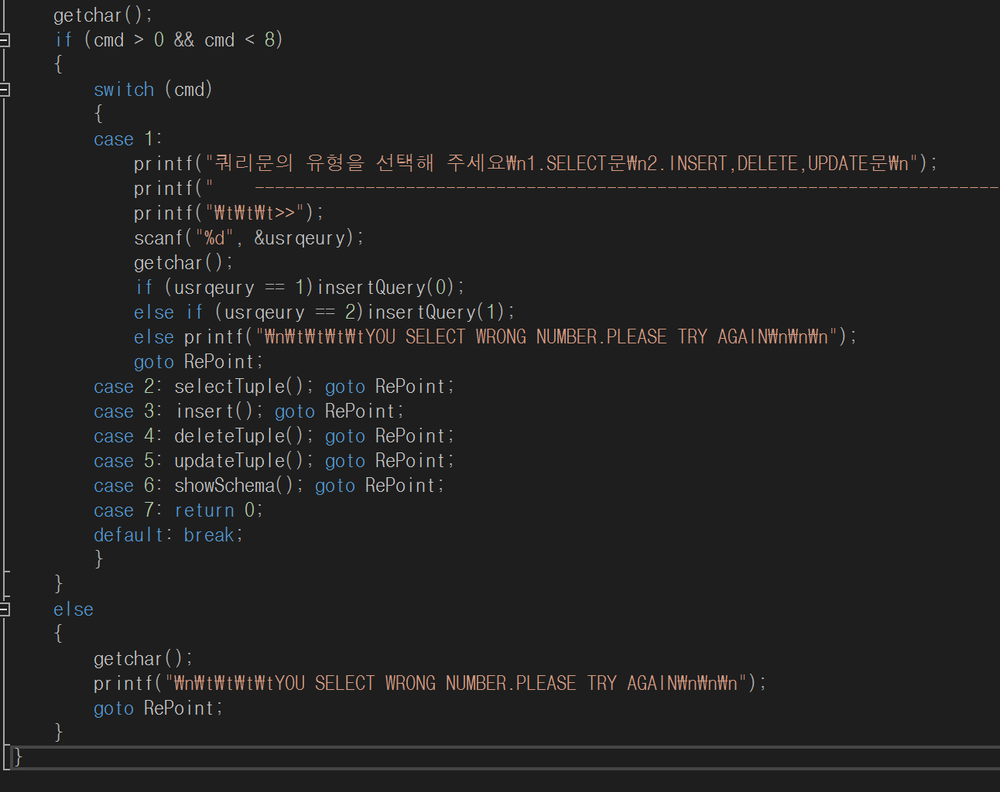 getchar();
if (cmd > 0 && cmd < 8)
{
switch (cmd)
{
case 1:
printf("쿼리문의 유형을 선택해 주세요₩n1.SELECT문₩n2.INSERT,DELETE,UPDATE문₩n");
printf("    --------------------------------------------------------------------------
printf("₩t₩t₩t>>");
scanf("%d", &usrqeury);
getchar();
if (usrqeury == 1)insertQuery(0);
else if (usrqeury == 2)insertQuery(1);
else printf("₩n₩t₩t₩t₩tYOU SELECT WRONG NUMBER.PLEASE TRY AGAIN₩n₩n₩n");
goto RePoint;
case 2: selectTuple(); goto RePoint;
case 3: insert(); goto RePoint;
case 4: deleteTuple(); goto RePoint;
case 5: updateTuple(); goto RePoint;
case 6: showSchema(); goto RePoint;
case 7: return 0;
default: break;
}
}
else
{
getchar();
printf("₩n₩t₩t₩t₩tYOU SELECT WRONG NUMBER.PLEASE TRY AGAIN₩n₩n₩n");
goto RePoint;
}
}